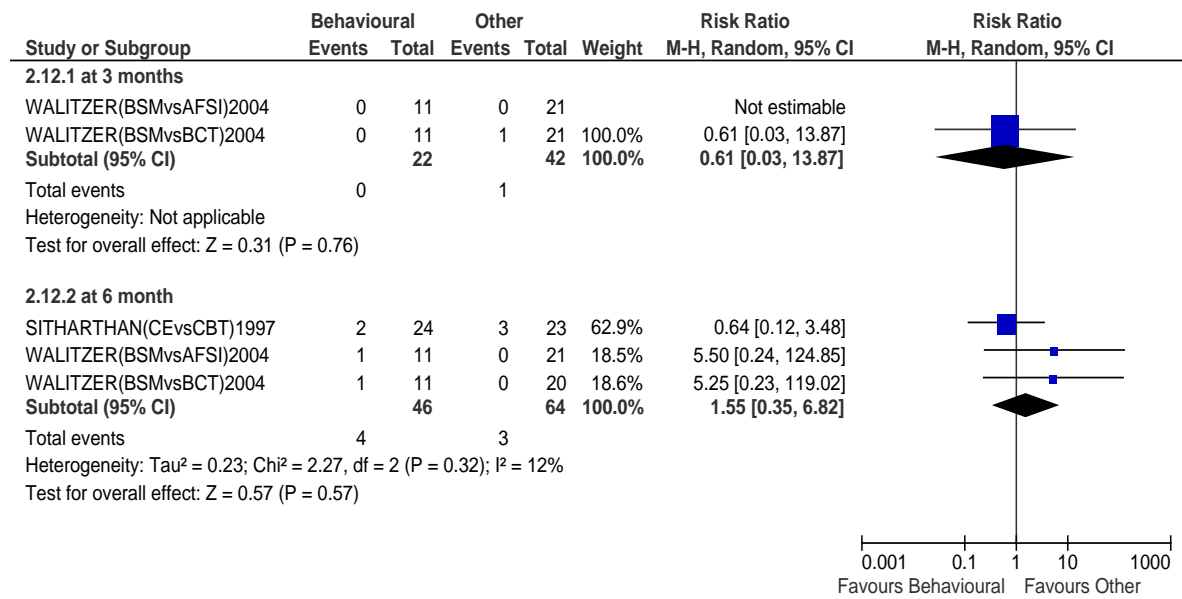 Behavioural Other Risk Ratio Risk Ratio
Study or Subgroup Events Total Events Total Weight M-H, Random, 95% CI M-H, Random, 95% CI
2.12.1 at 3 months
WALITZER(BSMvsAFSI)2004 0 11 0 21 Not estimable
WALITZER(BSMvsBCT)2004 0 11 1 21 100.0% 0.61 [0.03, 13.87]
Subtotal (95% CI) 22 42 100.0% 0.61 [0.03, 13.87]
Total events 0 1
Heterogeneity: Not applicable
Test for overall effect: Z = 0.31 (P = 0.76)
2.12.2 at 6 month
SITHARTHAN(CEvsCBT)1997 2 24 3 23 62.9% 0.64 [0.12, 3.48]
WALITZER(BSMvsAFSI)2004 1 11 0 21 18.5% 5.50 [0.24, 124.85]
WALITZER(BSMvsBCT)2004 1 11 0 20 18.6% 5.25 [0.23, 119.02]
Subtotal (95% CI) 46 64 100.0% 1.55 [0.35, 6.82]
Total events 4 3
Heterogeneity: Tau² = 0.23; Chi² = 2.27, df = 2 (P = 0.32); I² = 12%
Test for overall effect: Z = 0.57 (P = 0.57)
0.001 0.1 1 10 1000
Favours Behavioural Favours Other